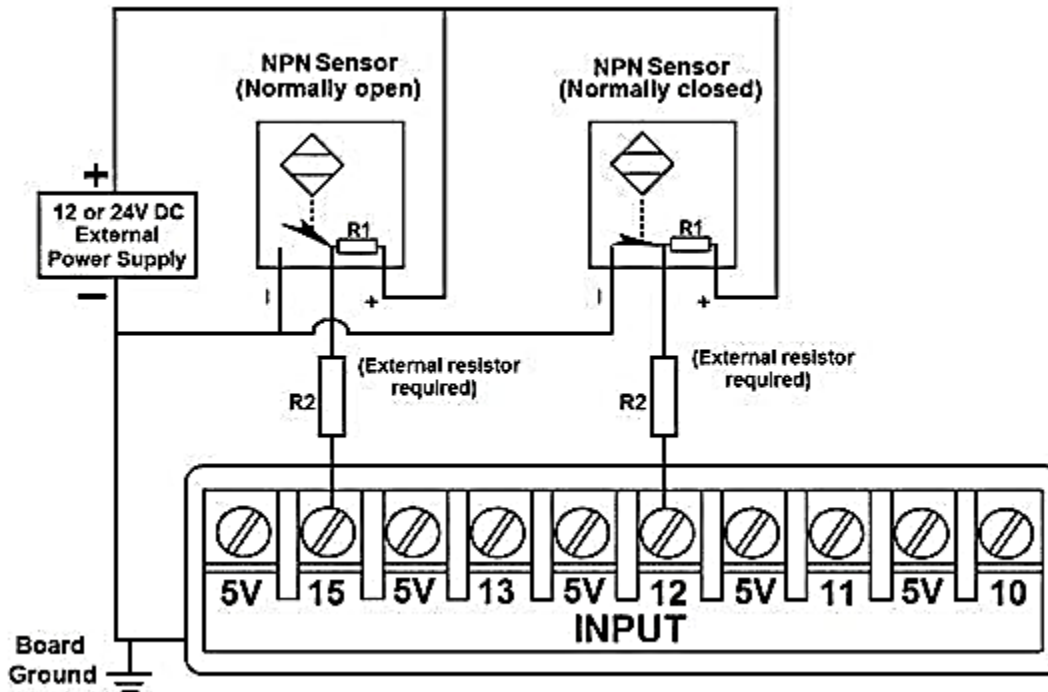 NPN Sensor
(Normally open)
NPN Sensor
(Normally closed)
+
12 or 24V DC
External
Power Supply
−
R1
R1
I
+
I
+
(External resistor
required)
(External resistor
required)
R2
R2
5V 15 5V 13 5V 12 5V 11 5V 10
INPUT
Board
Ground